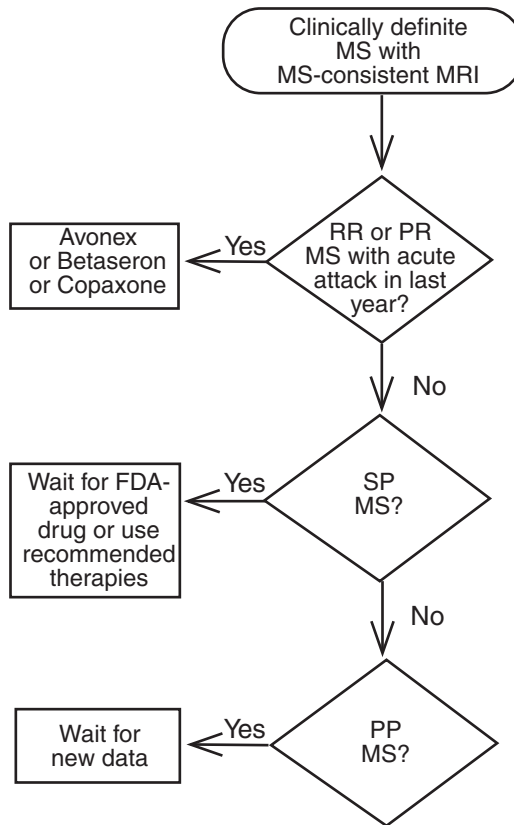 Clinically definite
MS with
MS-consistent MRI
RR or PR
MS with acute
attack in last
year?
Yes
Avonex
or Betaseron
or Copaxone
No
SP
MS?
Yes
Wait for FDA-
approved
drug or use
recommended
therapies
No
PP
MS?
Yes
Wait for
new data